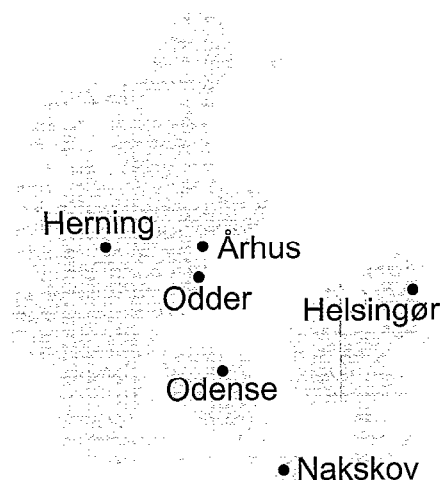 Herning
Århus
Odder
Helsingør
Odense
Nakskov